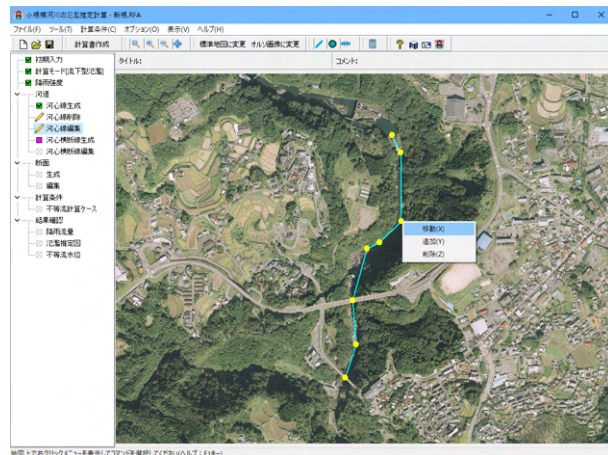 小規模河川の氾濫推定計算 - 新規.RFA
ファイル(F) ツール(T) 計算条件(C) オプション(O) 表示(V) ヘルプ(H)
計算書作成 標準地図に変更 オルソ画像に変更
タイトル: コメント:
初期入力
計算モード[流下型氾濫]
降雨強度
河道
河心線生成
河心線削除
河心線編集
河心横断線生成
河心横断線編集
断面
生成
編集
計算条件
不等流計算ケース
結果確認
降雨流量
氾濫推定図
不等流水位
移動(X)
追加(Y)
削除(Z)
地図上で右クリックメニューを表示してコマンドを選択してください(ヘルプ:F1キー)